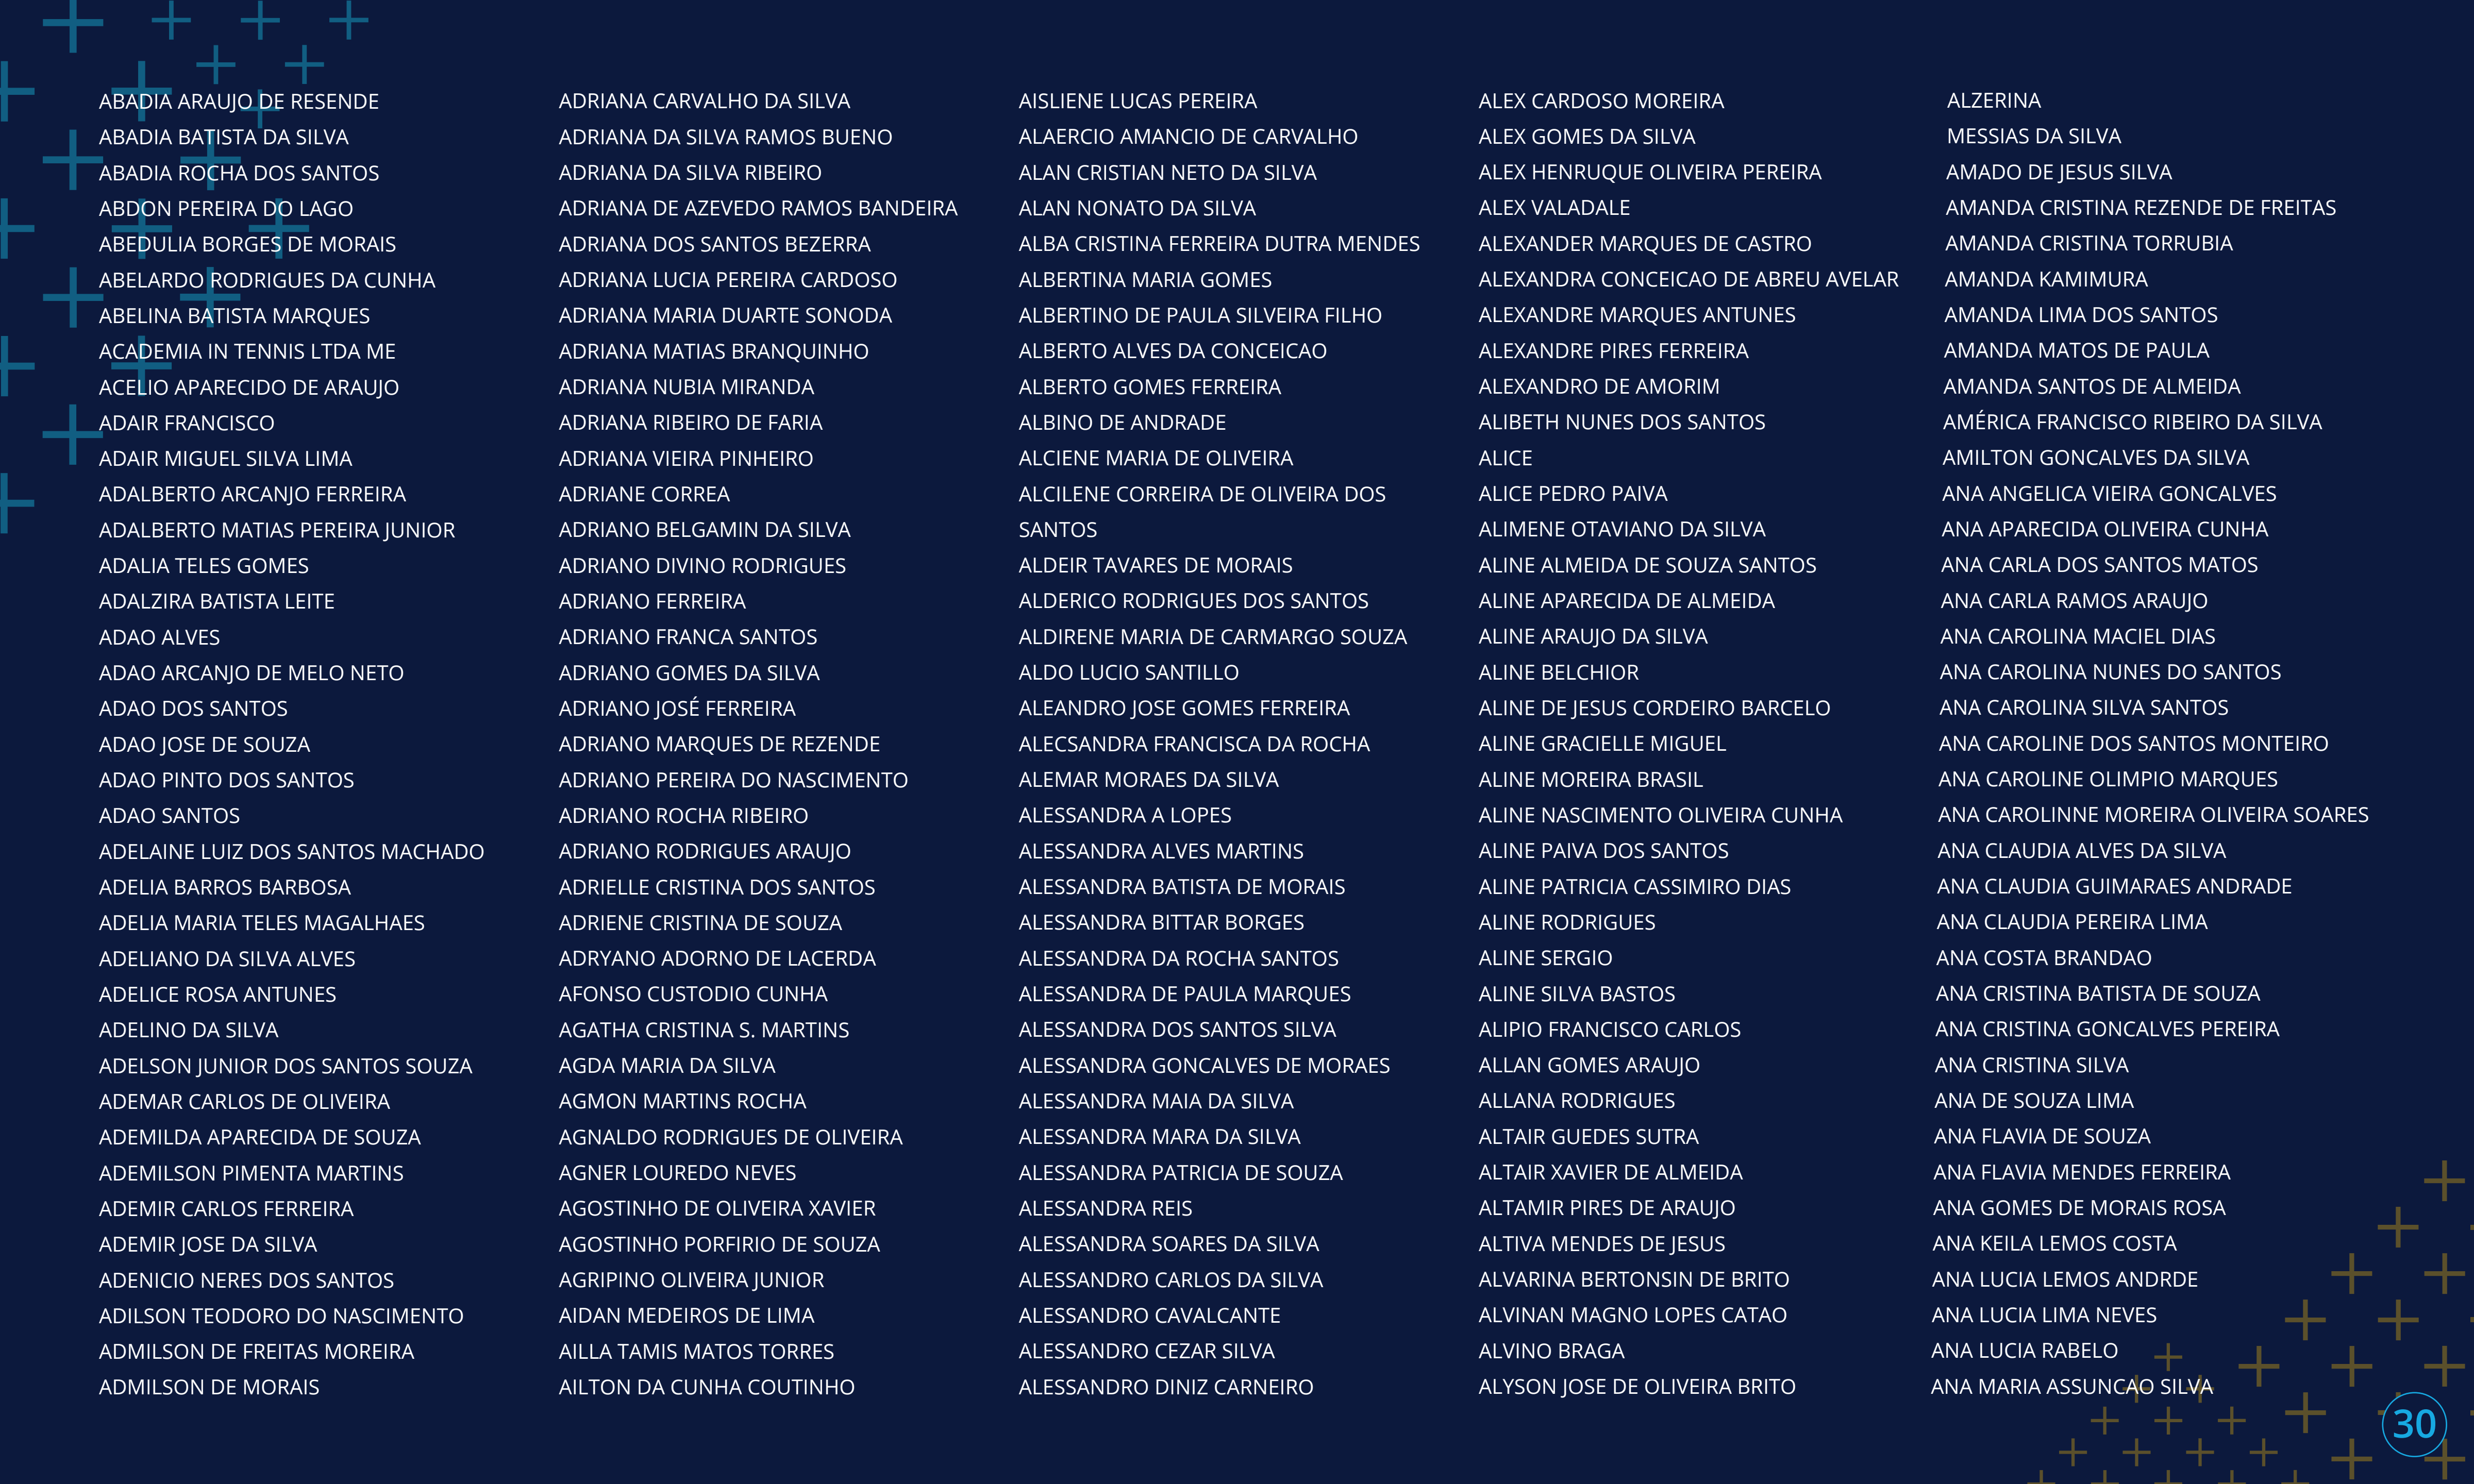 ABADIA ARAUJO DE RESENDE
ABADIA BATISTA DA SILVA
ABADIA ROCHA DOS SANTOS
ABDON PEREIRA DO LAGO
ABEDULIA BORGES DE MORAIS
ABELARDO RODRIGUES DA CUNHA
ABELINA BATISTA MARQUES
ACADEMIA IN TENNIS LTDA ME
ACELIO APARECIDO DE ARAUJO
ADAIR FRANCISCO
ADAIR MIGUEL SILVA LIMA
ADALBERTO ARCANJO FERREIRA
ADALBERTO MATIAS PEREIRA JUNIOR
ADALIA TELES GOMES
ADALZIRA BATISTA LEITE
ADAO ALVES
ADAO ARCANJO DE MELO NETO
ADAO DOS SANTOS
ADAO JOSE DE SOUZA
ADAO PINTO DOS SANTOS
ADAO SANTOS
ADELAINE LUIZ DOS SANTOS MACHADO
ADELIA BARROS BARBOSA
ADELIA MARIA TELES MAGALHAES
ADELIANO DA SILVA ALVES
ADELICE ROSA ANTUNES
ADELINO DA SILVA
ADELSON JUNIOR DOS SANTOS SOUZA
ADEMAR CARLOS DE OLIVEIRA
ADEMILDA APARECIDA DE SOUZA
ADEMILSON PIMENTA MARTINS
ADEMIR CARLOS FERREIRA
ADEMIR JOSE DA SILVA
ADENICIO NERES DOS SANTOS
ADILSON TEODORO DO NASCIMENTO
ADMILSON DE FREITAS MOREIRA
ADMILSON DE MORAIS
ADRIANA CARVALHO DA SILVA
ADRIANA DA SILVA RAMOS BUENO
ADRIANA DA SILVA RIBEIRO
ADRIANA DE AZEVEDO RAMOS BANDEIRA
ADRIANA DOS SANTOS BEZERRA
ADRIANA LUCIA PEREIRA CARDOSO
ADRIANA MARIA DUARTE SONODA
ADRIANA MATIAS BRANQUINHO
ADRIANA NUBIA MIRANDA
ADRIANA RIBEIRO DE FARIA
ADRIANA VIEIRA PINHEIRO
ADRIANE CORREA
ADRIANO BELGAMIN DA SILVA
ADRIANO DIVINO RODRIGUES
ADRIANO FERREIRA
ADRIANO FRANCA SANTOS
ADRIANO GOMES DA SILVA
ADRIANO JOSÉ FERREIRA
ADRIANO MARQUES DE REZENDE
ADRIANO PEREIRA DO NASCIMENTO
ADRIANO ROCHA RIBEIRO
ADRIANO RODRIGUES ARAUJO
ADRIELLE CRISTINA DOS SANTOS
ADRIENE CRISTINA DE SOUZA
ADRYANO ADORNO DE LACERDA
AFONSO CUSTODIO CUNHA
AGATHA CRISTINA S. MARTINS
AGDA MARIA DA SILVA
AGMON MARTINS ROCHA
AGNALDO RODRIGUES DE OLIVEIRA
AGNER LOUREDO NEVES
AGOSTINHO DE OLIVEIRA XAVIER
AGOSTINHO PORFIRIO DE SOUZA
AGRIPINO OLIVEIRA JUNIOR
AIDAN MEDEIROS DE LIMA
AILLA TAMIS MATOS TORRES
AILTON DA CUNHA COUTINHO
AISLIENE LUCAS PEREIRA
ALAERCIO AMANCIO DE CARVALHO
ALAN CRISTIAN NETO DA SILVA
ALAN NONATO DA SILVA
ALBA CRISTINA FERREIRA DUTRA MENDES
ALBERTINA MARIA GOMES
ALBERTINO DE PAULA SILVEIRA FILHO
ALBERTO ALVES DA CONCEICAO
ALBERTO GOMES FERREIRA
ALBINO DE ANDRADE
ALCIENE MARIA DE OLIVEIRA
ALCILENE CORREIRA DE OLIVEIRA DOS
SANTOS
ALDEIR TAVARES DE MORAIS
ALDERICO RODRIGUES DOS SANTOS
ALDIRENE MARIA DE CARMARGO SOUZA
ALDO LUCIO SANTILLO
ALEANDRO JOSE GOMES FERREIRA
ALECSANDRA FRANCISCA DA ROCHA
ALEMAR MORAES DA SILVA
ALESSANDRA A LOPES
ALESSANDRA ALVES MARTINS
ALESSANDRA BATISTA DE MORAIS
ALESSANDRA BITTAR BORGES
ALESSANDRA DA ROCHA SANTOS
ALESSANDRA DE PAULA MARQUES
ALESSANDRA DOS SANTOS SILVA
ALESSANDRA GONCALVES DE MORAES
ALESSANDRA MAIA DA SILVA
ALESSANDRA MARA DA SILVA
ALESSANDRA PATRICIA DE SOUZA
ALESSANDRA REIS
ALESSANDRA SOARES DA SILVA
ALESSANDRO CARLOS DA SILVA
ALESSANDRO CAVALCANTE
ALESSANDRO CEZAR SILVA
ALESSANDRO DINIZ CARNEIRO
ALEX CARDOSO MOREIRA
ALEX GOMES DA SILVA
ALEX HENRUQUE OLIVEIRA PEREIRA
ALEX VALADALE
ALEXANDER MARQUES DE CASTRO
ALEXANDRA CONCEICAO DE ABREU AVELAR
ALEXANDRE MARQUES ANTUNES
ALEXANDRE PIRES FERREIRA
ALEXANDRO DE AMORIM
ALIBETH NUNES DOS SANTOS
ALICE
ALICE PEDRO PAIVA
ALIMENE OTAVIANO DA SILVA
ALINE ALMEIDA DE SOUZA SANTOS
ALINE APARECIDA DE ALMEIDA
ALINE ARAUJO DA SILVA
ALINE BELCHIOR
ALINE DE JESUS CORDEIRO BARCELO
ALINE GRACIELLE MIGUEL
ALINE MOREIRA BRASIL
ALINE NASCIMENTO OLIVEIRA CUNHA
ALINE PAIVA DOS SANTOS
ALINE PATRICIA CASSIMIRO DIAS
ALINE RODRIGUES
ALINE SERGIO
ALINE SILVA BASTOS
ALIPIO FRANCISCO CARLOS
ALLAN GOMES ARAUJO
ALLANA RODRIGUES
ALTAIR GUEDES SUTRA
ALTAIR XAVIER DE ALMEIDA
ALTAMIR PIRES DE ARAUJO
ALTIVA MENDES DE JESUS
ALVARINA BERTONSIN DE BRITO
ALVINAN MAGNO LOPES CATAO
ALVINO BRAGA
ALYSON JOSE DE OLIVEIRA BRITO
ALZERINA
MESSIAS DA SILVA
AMADO DE JESUS SILVA
AMANDA CRISTINA REZENDE DE FREITAS
AMANDA CRISTINA TORRUBIA
AMANDA KAMIMURA
AMANDA LIMA DOS SANTOS
AMANDA MATOS DE PAULA
AMANDA SANTOS DE ALMEIDA
AMÉRICA FRANCISCO RIBEIRO DA SILVA
AMILTON GONCALVES DA SILVA
ANA ANGELICA VIEIRA GONCALVES
ANA APARECIDA OLIVEIRA CUNHA
ANA CARLA DOS SANTOS MATOS
ANA CARLA RAMOS ARAUJO
ANA CAROLINA MACIEL DIAS
ANA CAROLINA NUNES DO SANTOS
ANA CAROLINA SILVA SANTOS
ANA CAROLINE DOS SANTOS MONTEIRO
ANA CAROLINE OLIMPIO MARQUES
ANA CAROLINNE MOREIRA OLIVEIRA SOARES
ANA CLAUDIA ALVES DA SILVA
ANA CLAUDIA GUIMARAES ANDRADE
ANA CLAUDIA PEREIRA LIMA
ANA COSTA BRANDAO
ANA CRISTINA BATISTA DE SOUZA
ANA CRISTINA GONCALVES PEREIRA
ANA CRISTINA SILVA
ANA DE SOUZA LIMA
ANA FLAVIA DE SOUZA
ANA FLAVIA MENDES FERREIRA
ANA GOMES DE MORAIS ROSA
ANA KEILA LEMOS COSTA
ANA LUCIA LEMOS ANDRDE
ANA LUCIA LIMA NEVES
ANA LUCIA RABELO
ANA MARIA ASSUNCAO SILVA
30